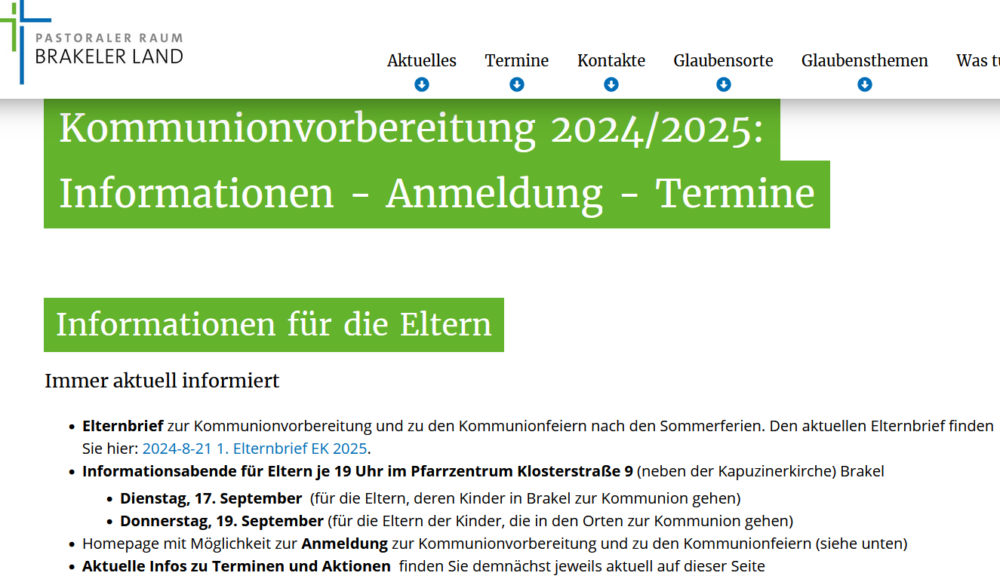 PASTORALER RAUM
BRAKELER LAND
Aktuelles Termine Kontakte Glaubensorte Glaubensthemen Was
Kommunionvorbereitung 2024/2025:
Informationen - Anmeldung - Termine
Informationen für die Eltern
Immer aktuell informiert
• Elternbrief zur Kommunionvorbereitung und zu den Kommunionfeiern nach den Sommerferien. Den aktuellen Elternbrief finden
Sie hier: 2024-8-21 1. Elternbrief EK 2025.
• Informationsabende für Eltern je 19 Uhr im Pfarrzentrum Klosterstraße 9 (neben der Kapuzinerkirche) Brakel
• Dienstag, 17. September (für die Eltern, deren Kinder in Brakel zur Kommunion gehen)
• Donnerstag, 19. September (für die Eltern der Kinder, die in den Orten zur Kommunion gehen)
• Homepage mit Möglichkeit zur Anmeldung zur Kommunionvorbereitung und zu den Kommunionfeiern (siehe unten)
• Aktuelle Infos zu Terminen und Aktionen finden Sie demnächst jeweils aktuell auf dieser Seite